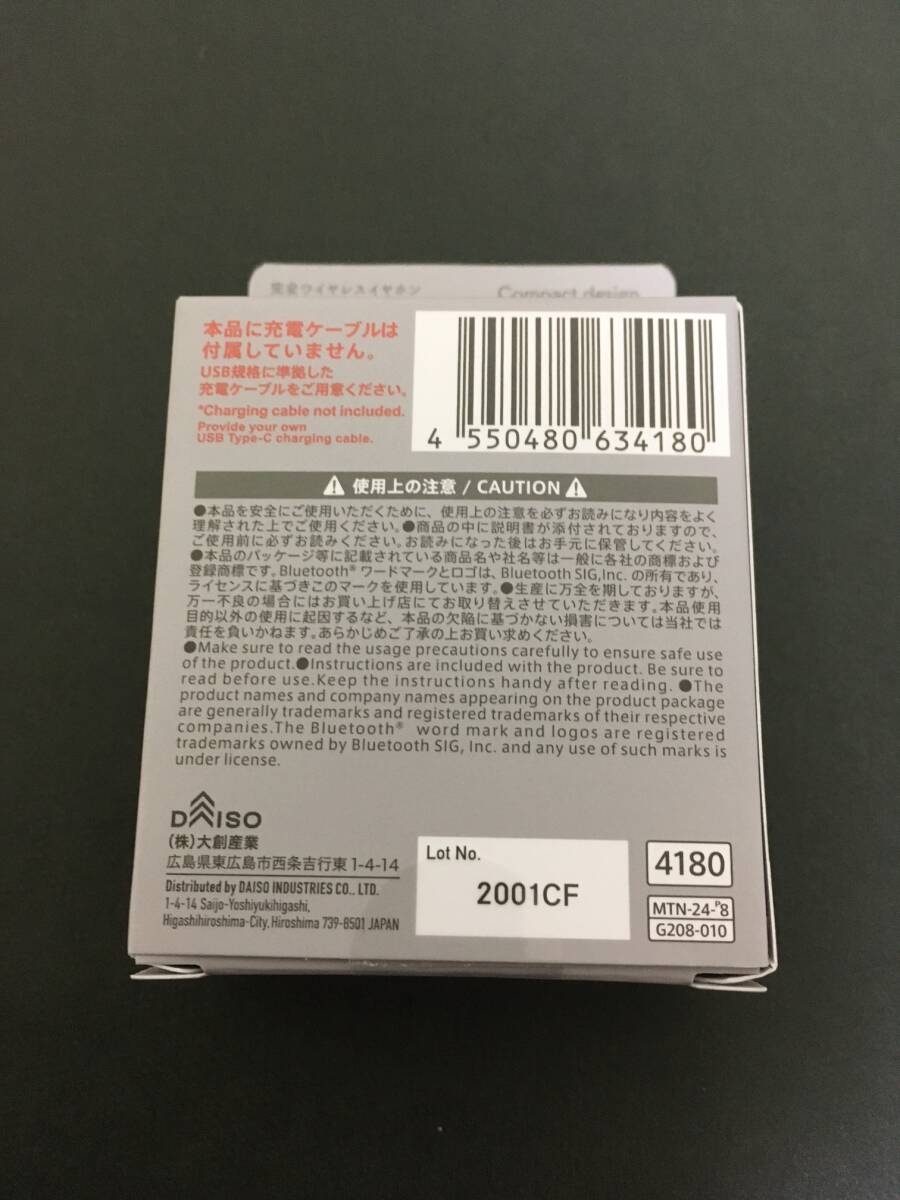 完全ワイヤレスイヤホン
Compact design
本品に充電ケーブルは
付属していません。
USB規格に準拠した
充電ケーブルをご用意ください。
*Charging cable not included.
Provide your own
USB Type-C charging cable.
4 550480 634180
使用上の注意 / CAUTION
●本品を安全にご使用いただくために、使用上の注意を必ずお読みになり内容をよく
理解された上でご使用ください。●商品の中に説明書が添付されておりますので、
ご使用前に必ずお読みください。お読みになった後はお手元に保管してください。
●本品のパッケージ等に記載されている商品名や社名等は一般に各社の商標および
登録商標です。Bluetooth® ワードマークとロゴは、Bluetooth SIG,Inc. の所有であり、
ライセンスに基づきこのマークを使用しています。●生産に万全を期しておりますが、
万一不良の場合にはお買い上げ店にてお取り替えさせていただきます。本品使用
目的以外の使用に起因するなど、本品の欠陥に基づかない損害については当社では
責任を負いかねます。あらかじめご了承の上お買い求めください。
●Make sure to read the usage precautions carefully to ensure safe use
of the product.●Instructions are included with the product. Be sure to
read before use.Keep the instructions handy after reading. ●The
product names and company names appearing on the product package
are generally trademarks and registered trademarks of their respective
companies.The Bluetooth® word mark and logos are registered
trademarks owned by Bluetooth SIG, Inc. and any use of such marks is
under license.
DAISO
(株)大創産業
広島県東広島市西条吉行東1-4-14
Distributed by DAISO INDUSTRIES CO., LTD.
1-4-14 Saijo-Yoshiyukihigashi,
Higashihiroshima-City, Hiroshima 739-8501 JAPAN
Lot No.
2001CF
4180
MTN-24-P8
G208-010